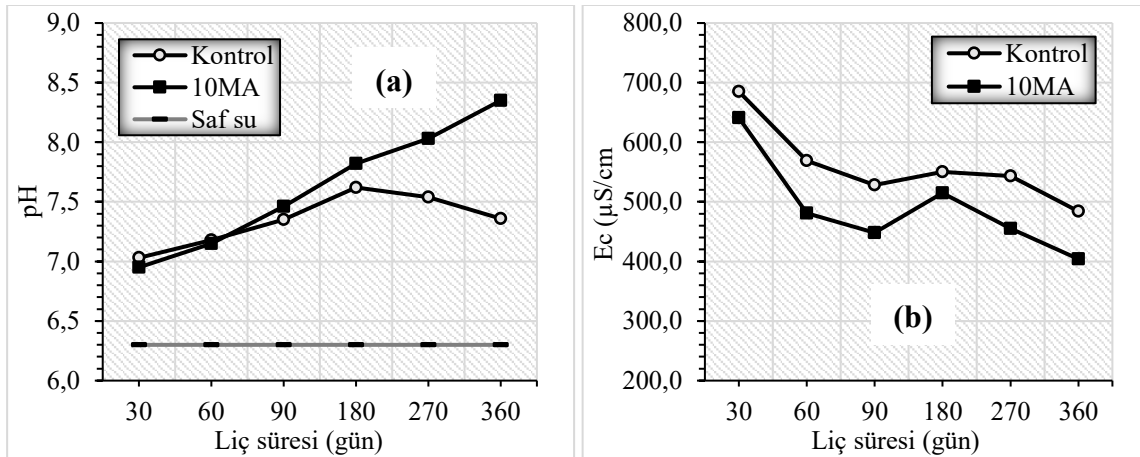 9,0
8,5
8,0
7,5
7,0
6,5
6,0
pH
Kontrol
10MA
Saf su
(a)
30 60 90 180 270 360
Liç süresi (gün)
800,0
700,0
600,0
500,0
400,0
300,0
200,0
Ec (µS/cm
Kontrol
10MA
(b)
30 60 90 180 270 360
Liç süresi (gün)